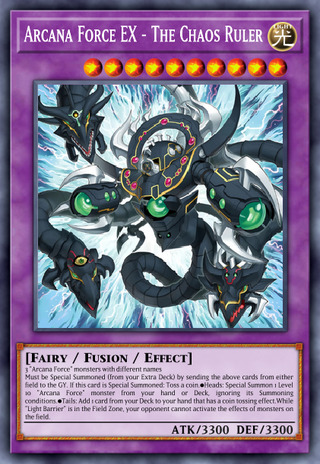 Arcana Force EX - The Chaos Ruler
LIGHT
光
[Fairy / Fusion / Effect]
3 "Arcana Force" monsters with different names
Must be Special Summoned (from your Extra Deck) by sending the above cards from either
field to the GY. If this card is Special Summoned: Toss a coin.●Heads: Special Summon 1 Level
10 "Arcana Force" monster from your hand or Deck, ignoring its Summoning
conditions.●Tails: Add 1 card from your Deck to your hand that has a coin tossing effect.While
"Light Barrier" is in the Field Zone, your opponent cannot activate the effects of monsters on
the field.
ATK/3300 DEF/3300